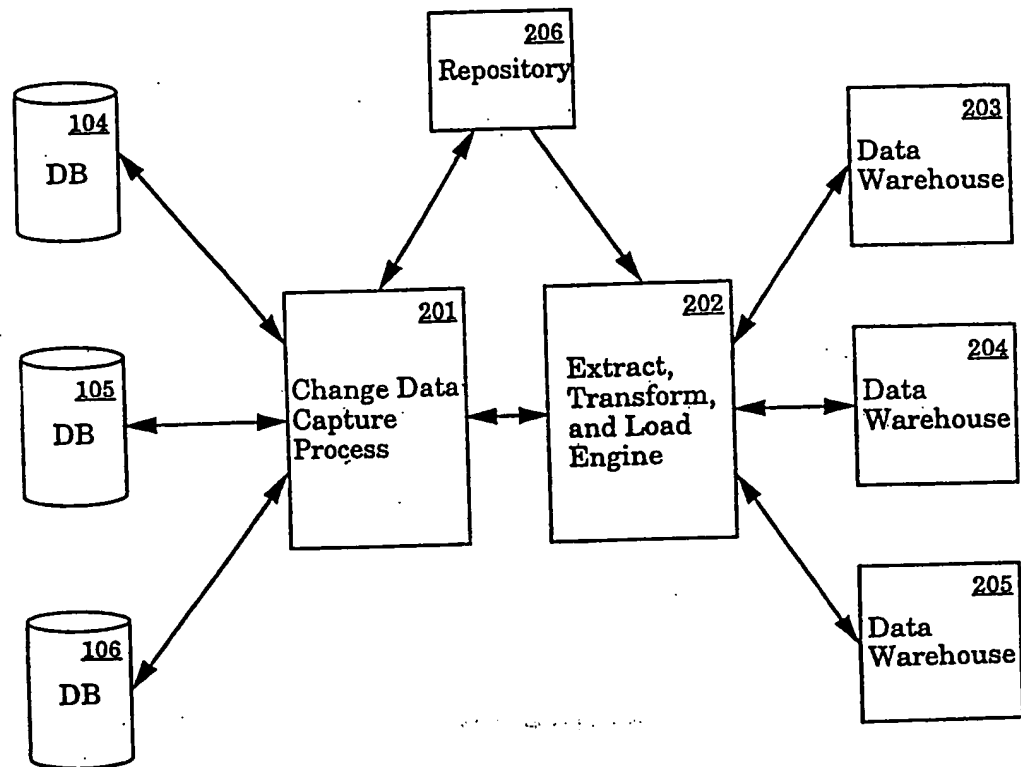 206
Repository
104
DB
203
Data
Warehouse
201
Change Data
Capture
Process
202
Extract,
Transform,
and Load
Engine
105
DB
204
Data
Warehouse
106
DB
205
Data
Warehouse